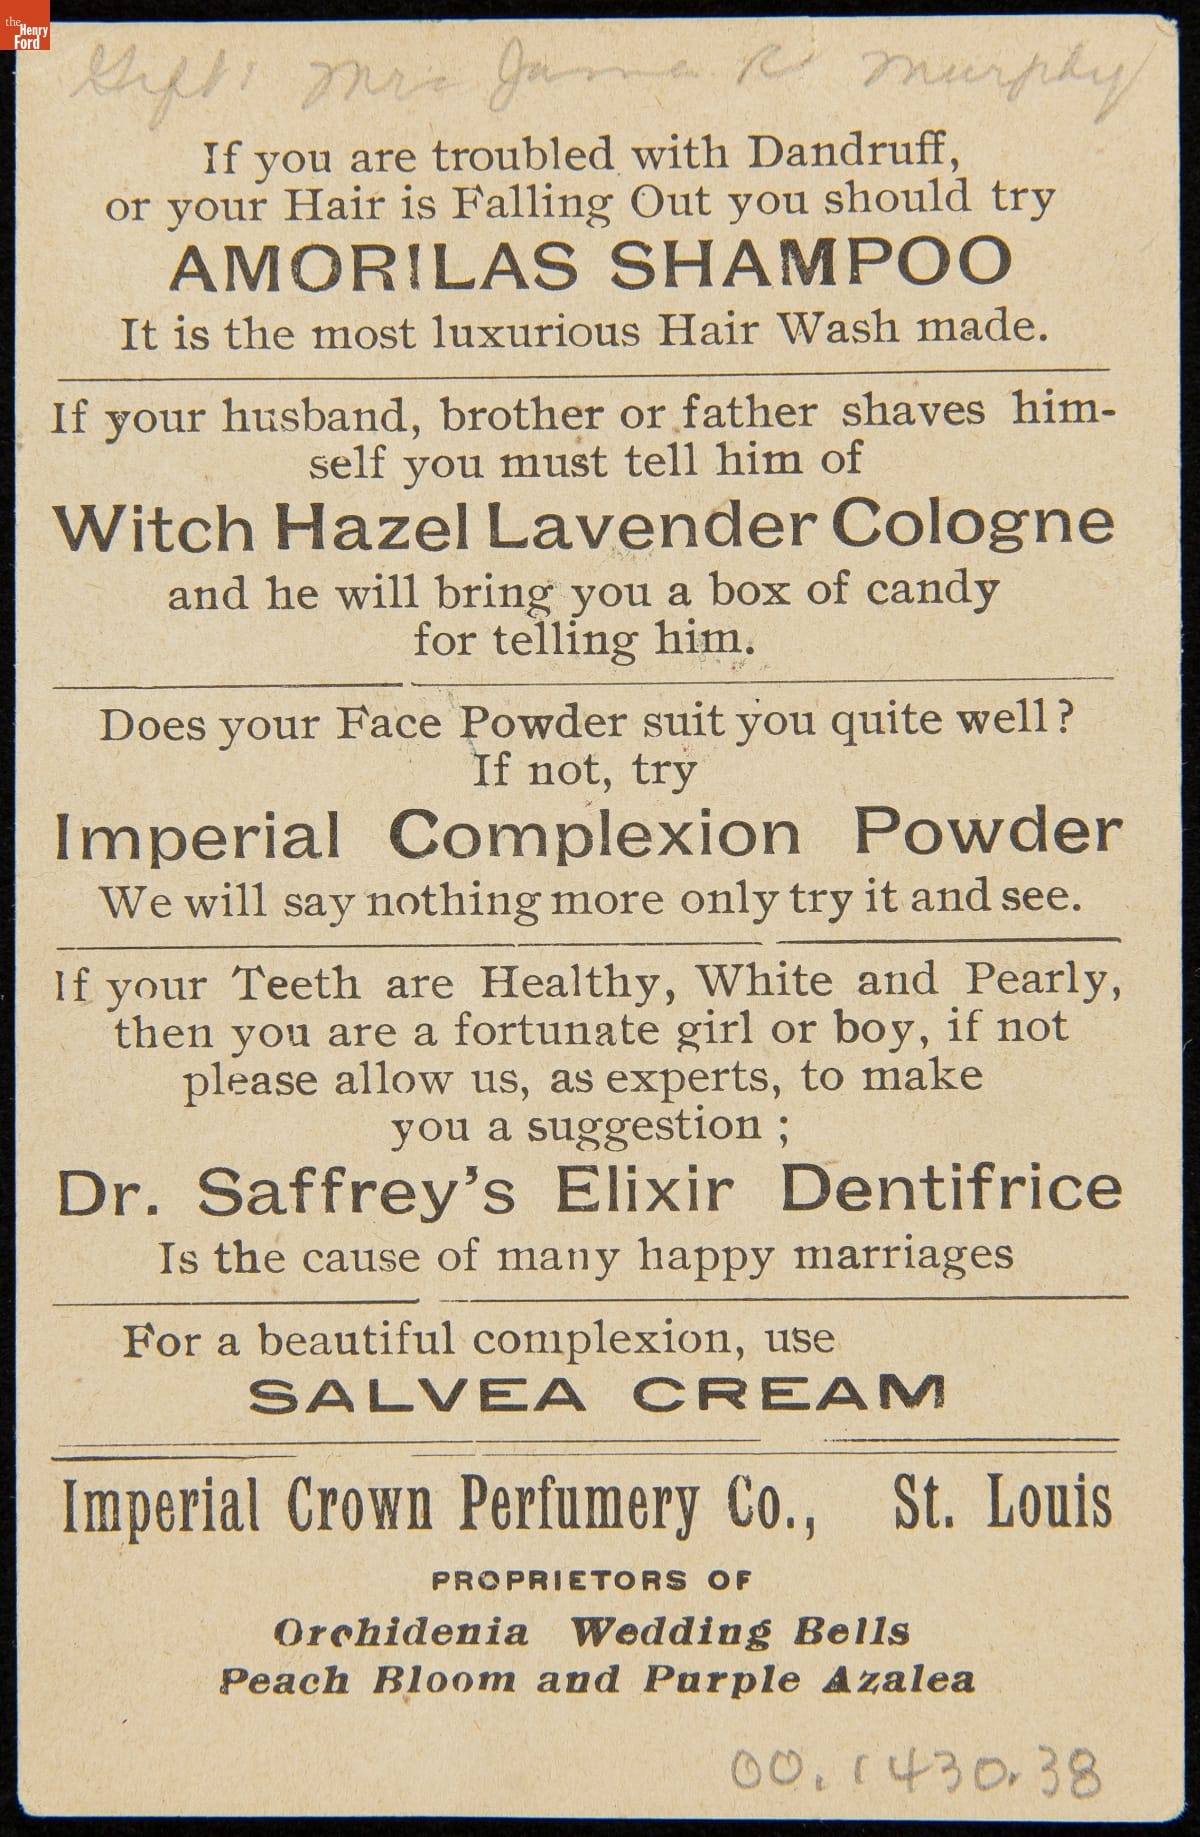 the
Henry
Ford
Gift: Mrs James R Murphy
If you are troubled with Dandruff,
or your Hair is Falling Out you should try
AMORILAS SHAMPOO
It is the most luxurious Hair Wash made.
If your husband, brother or father shaves him-
self you must tell him of
Witch Hazel Lavender Cologne
and he will bring you a box of candy
for telling him.
Does your Face Powder suit you quite well?
If not, try
Imperial Complexion Powder
We will say nothing more only try it and see.
If your Teeth are Healthy, White and Pearly,
then you are a fortunate girl or boy, if not
please allow us, as experts, to make
you a suggestion ;
Dr. Saffrey's Elixir Dentifrice
Is the cause of many happy marriages
For a beautiful complexion, use
SALVEA CREAM
Imperial Crown Perfumery Co., St. Louis
PROPRIETORS OF
Orchidenia Wedding Bells
Peach Bloom and Purple Azalea
00.1430.38